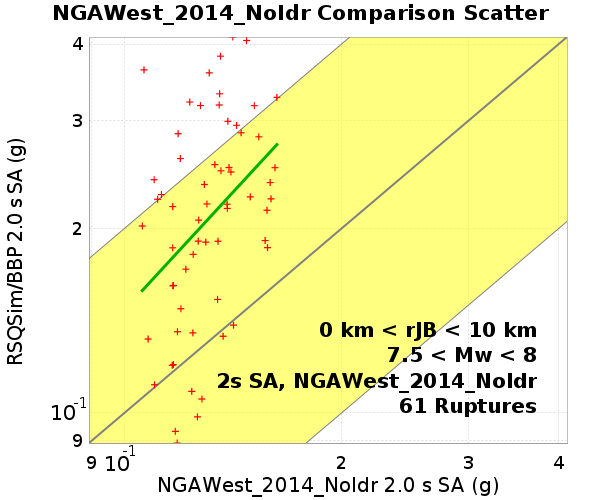 NGAWest_2014_NoIdr Comparison Scatter
4
3
2
10-1
9
RSQSim/BBP 2.0 s SA (g)
0 km < rJB < 10 km
7.5 < Mw < 8
2s SA, NGAWest_2014_NoIdr
61 Ruptures
9 10-1 2 3 4
NGAWest_2014_NoIdr 2.0 s SA (g)